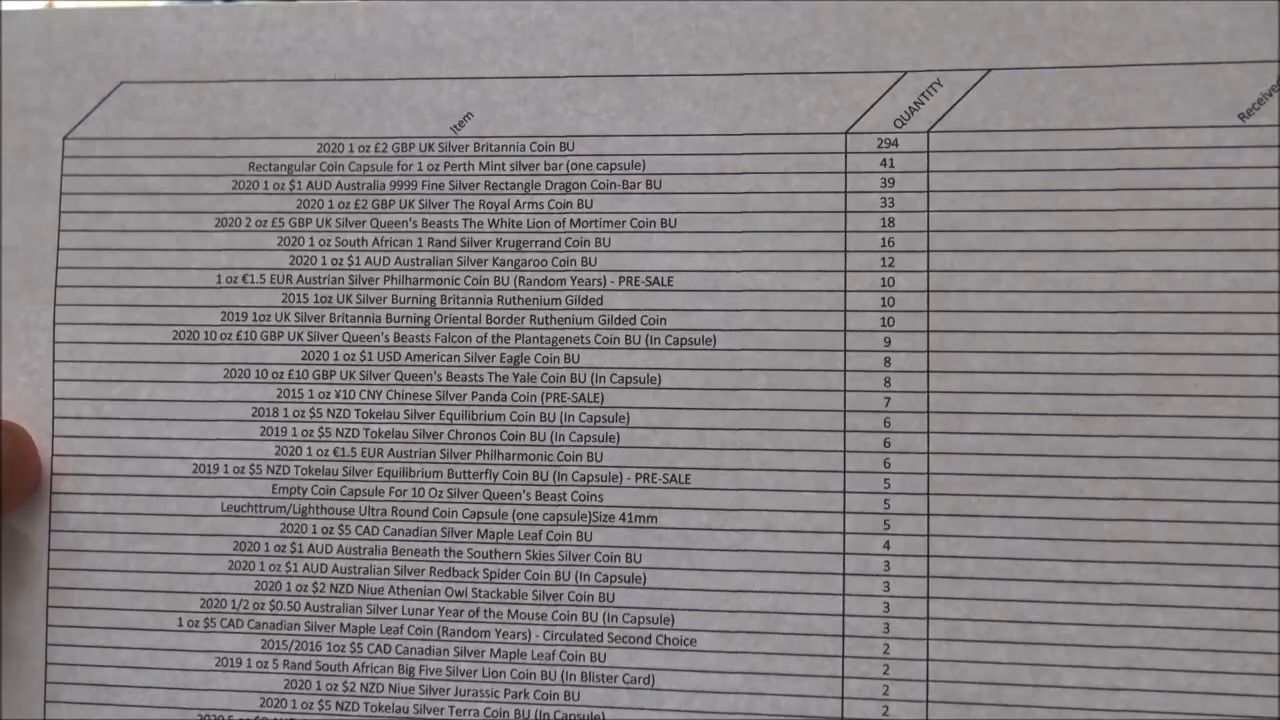 Item QUANTITY Receive
2020 1 oz £2 GBP UK Silver Britannia Coin BU 294
Rectangular Coin Capsule for 1 oz Perth Mint silver bar (one capsule) 41
2020 1 oz $1 AUD Australia 9999 Fine Silver Rectangle Dragon Coin-Bar BU 39
2020 1 oz £2 GBP UK Silver The Royal Arms Coin BU 33
2020 2 oz £5 GBP UK Silver Queen's Beasts The White Lion of Mortimer Coin BU 18
2020 1 oz South African 1 Rand Silver Krugerrand Coin BU 16
2020 1 oz $1 AUD Australian Silver Kangaroo Coin BU 12
1 oz €1.5 EUR Austrian Silver Philharmonic Coin BU (Random Years) - PRE-SALE 10
2015 1oz UK Silver Burning Britannia Ruthenium Gilded 10
2019 1oz UK Silver Britannia Burning Oriental Border Ruthenium Gilded Coin 10
2020 10 oz £10 GBP UK Silver Queen's Beasts Falcon of the Plantagenets Coin BU (In Capsule) 9
2020 1 oz $1 USD American Silver Eagle Coin BU 8
2020 10 oz £10 GBP UK Silver Queen's Beasts The Yale Coin BU (In Capsule) 8
2015 1 oz ¥10 CNY Chinese Silver Panda Coin (PRE-SALE) 7
2018 1 oz $5 NZD Tokelau Silver Equilibrium Coin BU (In Capsule) 6
2019 1 oz $5 NZD Tokelau Silver Chronos Coin BU (In Capsule) 6
2020 1 oz €1.5 EUR Austrian Silver Philharmonic Coin BU 6
2019 1 oz $5 NZD Tokelau Silver Equilibrium Butterfly Coin BU (In Capsule) - PRE-SALE 5
Empty Coin Capsule For 10 Oz Silver Queen's Beast Coins 5
Leuchttrum/Lighthouse Ultra Round Coin Capsule (one capsule)Size 41mm 5
2020 1 oz $5 CAD Canadian Silver Maple Leaf Coin BU 4
2020 1 oz $1 AUD Australia Beneath the Southern Skies Silver Coin BU 3
2020 1 oz $1 AUD Australian Silver Redback Spider Coin BU (In Capsule) 3
2020 1 oz $2 NZD Niue Athenian Owl Stackable Silver Coin BU 3
2020 1/2 oz $0.50 Australian Silver Lunar Year of the Mouse Coin BU (In Capsule) 3
1 oz $5 CAD Canadian Silver Maple Leaf Coin (Random Years) - Circulated Second Choice 2
2015/2016 1oz $5 CAD Canadian Silver Maple Leaf Coin BU 2
2019 1 oz 5 Rand South African Big Five Silver Lion Coin BU (In Blister Card) 2
2020 1 oz $2 NZD Niue Silver Jurassic Park Coin BU 2
2020 1 oz $5 NZD Tokelau Silver Terra Coin BU (In Capsule)